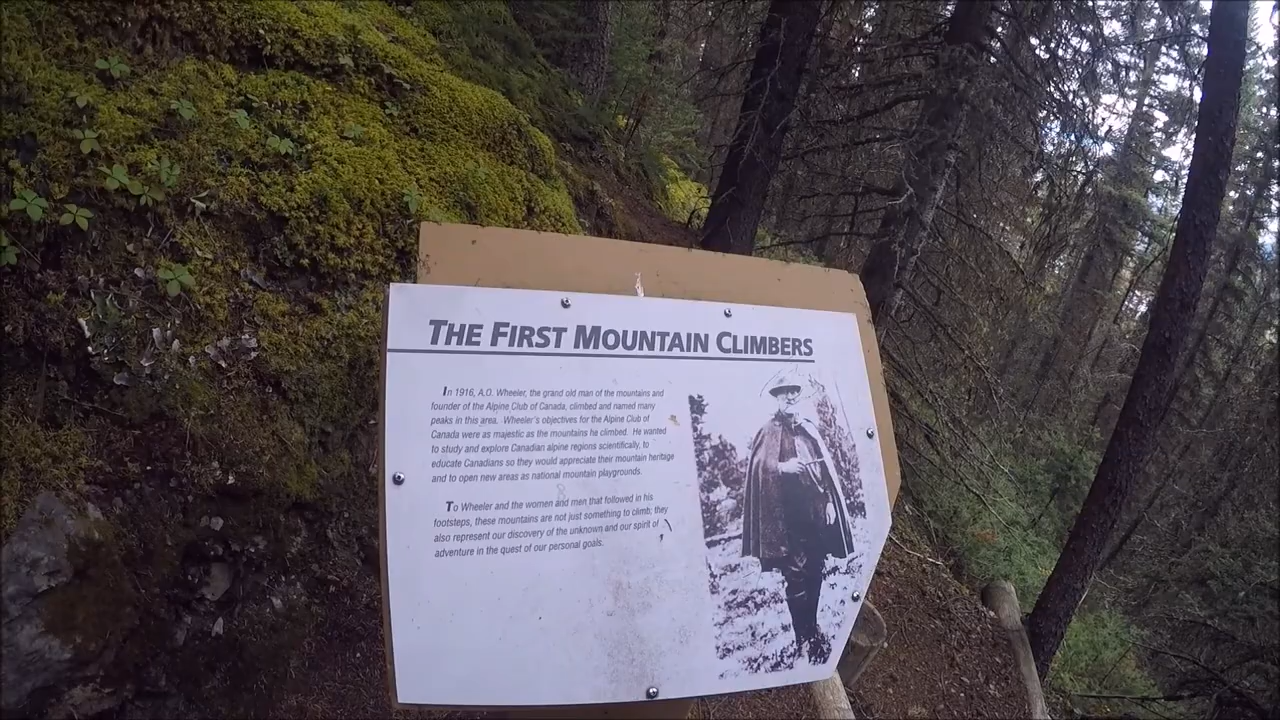 THE FIRST MOUNTAIN CLIMBERS
In 1916, A.O. Wheeler, the grand old man of the mountains and
founder of the Alpine Club of Canada, climbed and named many
peaks in this area. Wheeler's objectives for the Alpine Club of
Canada were as majestic as the mountains he climbed. He wanted
to study and explore Canadian alpine regions scientifically, to
educate Canadians so they would appreciate their mountain heritage
and to open new areas as national mountain playgrounds.
To Wheeler and the women and men that followed in his
footsteps, these mountains are not just something to climb; they
also represent our discovery of the unknown and our spirit of
adventure in the quest of our personal goals.